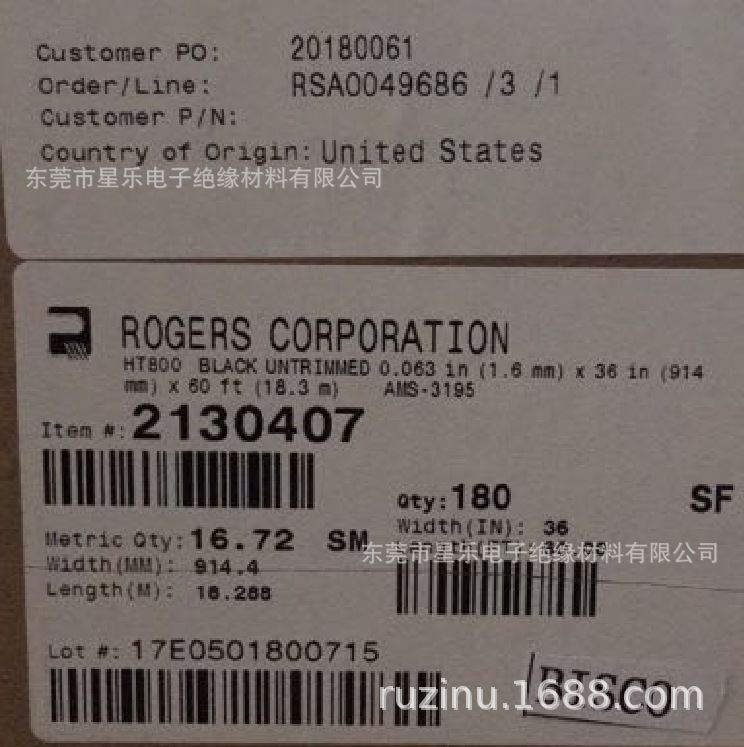 Customer PO: 20180061
Order/Line: RSA0049686 /3 /1
Customer P/N:
Country of Origin: United States
东莞市星乐电子绝缘材料有限公司
ROGERS CORPORATION
HT800 BLACK UNTRIMMED 0.063 in (1.6 mm) x 36 in (914
mm) x 60 ft (18.3 m) AMS-3195
Item #: 2130407
Qty: 180 SF
Width(IN): 36
Metric Qty: 16.72 SM
东莞市星乐电子绝缘材料有限公司
Width(MM): 914.4
Length(M): 18.288
Lot #: 17E0501800715
BISCO
ruzinu.1688.com